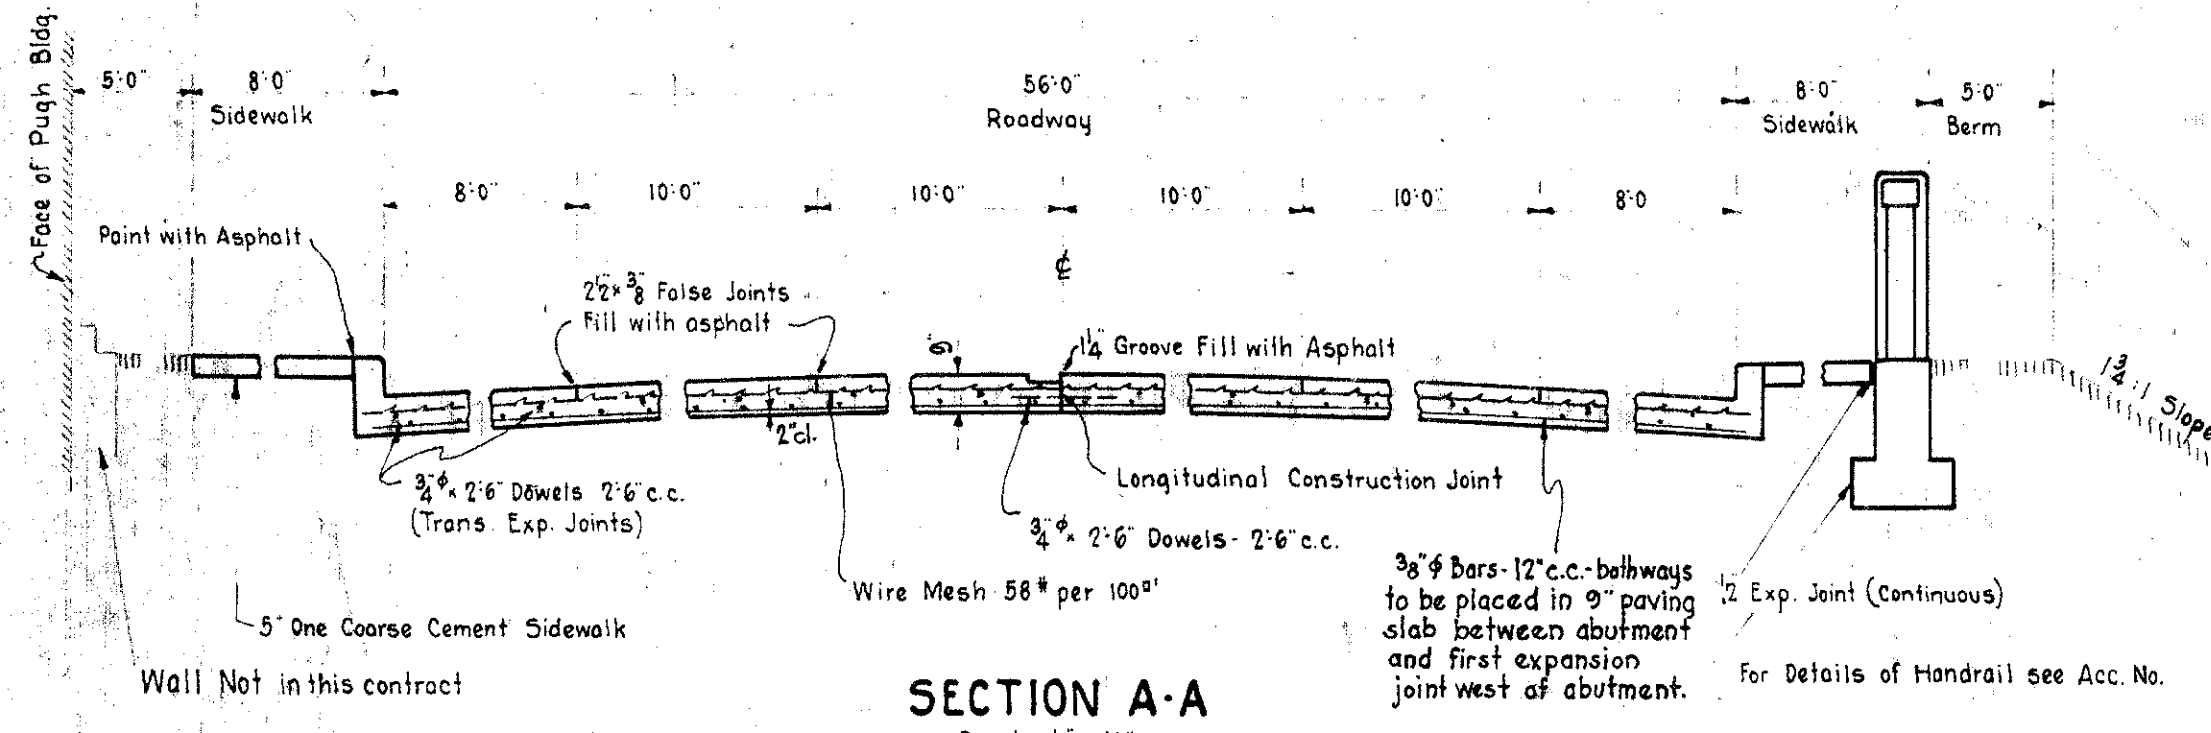 Face of Pugh Bldg.
5'-0"
8'-0"
Sidewalk
56'-0"
Roadway
8'-0"
Sidewalk
5'-0"
Berm
8'-0"
10'-0"
10'-0"
10'-0"
10'-0"
8'-0
Paint with Asphalt
2½" x ⅜" False Joints
Fill with asphalt
℄
9"
1¼" Groove Fill with Asphalt
1¾:1 Slope
2"cl.
¾"ϕ x 2'-6" Dowels 2'-6" c.c.
(Trans. Exp. Joints)
Longitudinal Construction Joint
¾"ϕ x 2'-6" Dowels - 2'-6" c.c.
Wire Mesh 58# per 100□'
⅜"ϕ Bars-12"c.c.-bothways
to be placed in 9" paving
slab between abutment
and first expansion
joint west of abutment.
½ Exp. Joint (Continuous)
5" One Coarse Cement Sidewalk
Wall Not in this contract
For Details of Handrail see Acc. No.
SECTION A-A